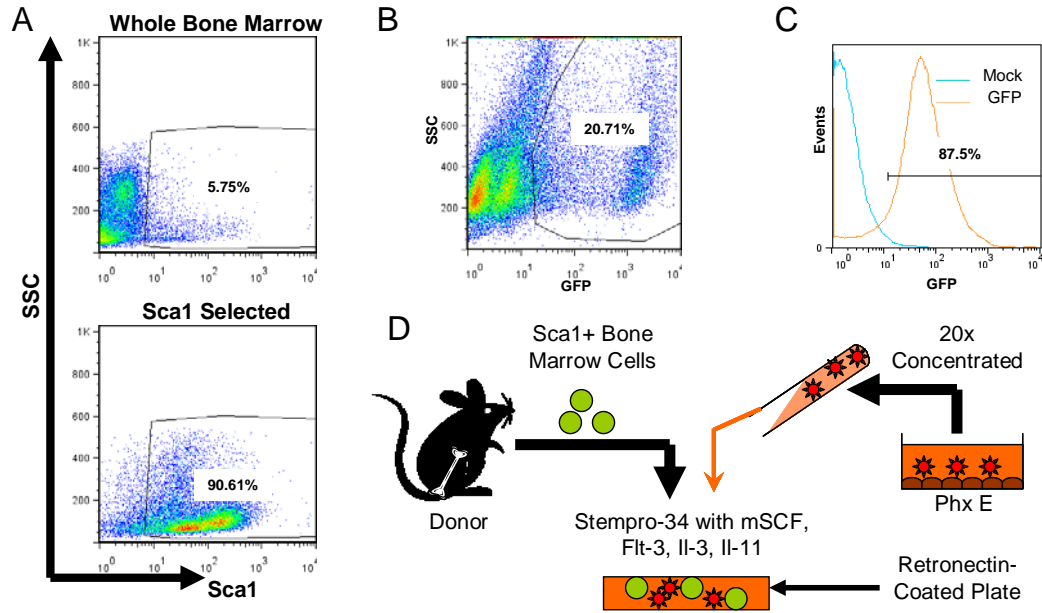 A
Whole Bone Marrow
1K
800
600
400
200
0
5.75%
10^0
10^1
10^2
10^3
10^4
SSC
Sca1 Selected
1K
800
600
400
200
0
90.61%
10^0
10^1
10^2
10^3
10^4
Sca1
B
1K
800
600
400
200
0
SSC
20.71%
10^0
10^1
10^2
10^3
10^4
GFP
C
Events
0
Mock
GFP
87.5%
10^0
10^1
10^2
10^3
10^4
GFP
D
Sca1+ Bone
Marrow Cells
20x
Concentrated
Donor
Phx E
Stempro-34 with mSCF,
Flt-3, Il-3, Il-11
Retronectin-
Coated Plate